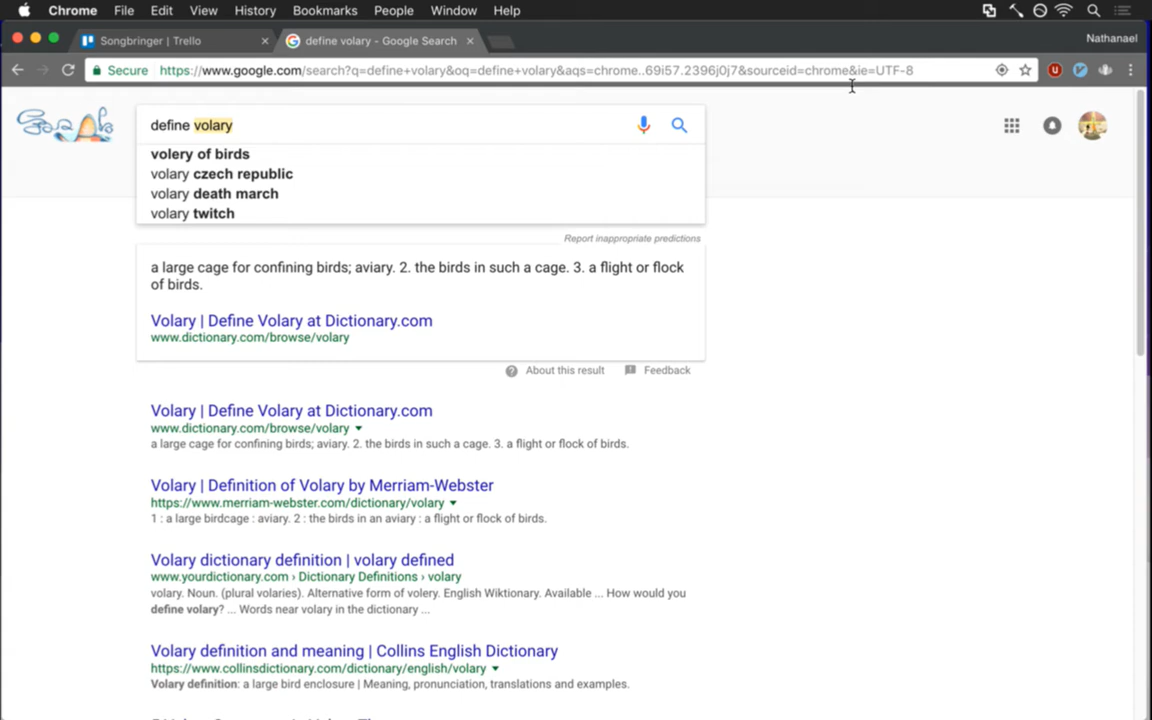 Chrome File Edit View History Bookmarks People Window Help
Songbringer | Trello
define volary - Google Search
Nathanael
Secure https://www.google.com/search?q=define+volary&oq=define+volary&aqs=chrome..69i57.2396j0j7&sourceid=chrome&ie=UTF-8
define volary
volery of birds
volary czech republic
volary death march
volary twitch
Report inappropriate predictions
a large cage for confining birds; aviary. 2. the birds in such a cage. 3. a flight or flock
of birds.
Volary | Define Volary at Dictionary.com
www.dictionary.com/browse/volary
About this result Feedback
Volary | Define Volary at Dictionary.com
www.dictionary.com/browse/volary
a large cage for confining birds; aviary. 2. the birds in such a cage. 3. a flight or flock of birds.
Volary | Definition of Volary by Merriam-Webster
https://www.merriam-webster.com/dictionary/volary
1 : a large birdcage : aviary. 2 : the birds in an aviary : a flight or flock of birds.
Volary dictionary definition | volary defined
www.yourdictionary.com › Dictionary Definitions › volary
volary. Noun. (plural volaries). Alternative form of volery. English Wiktionary. Available ... How would you
define volary? ... Words near volary in the dictionary ...
Volary definition and meaning | Collins English Dictionary
https://www.collinsdictionary.com/dictionary/english/volary
Volary definition: a large bird enclosure | Meaning, pronunciation, translations and examples.